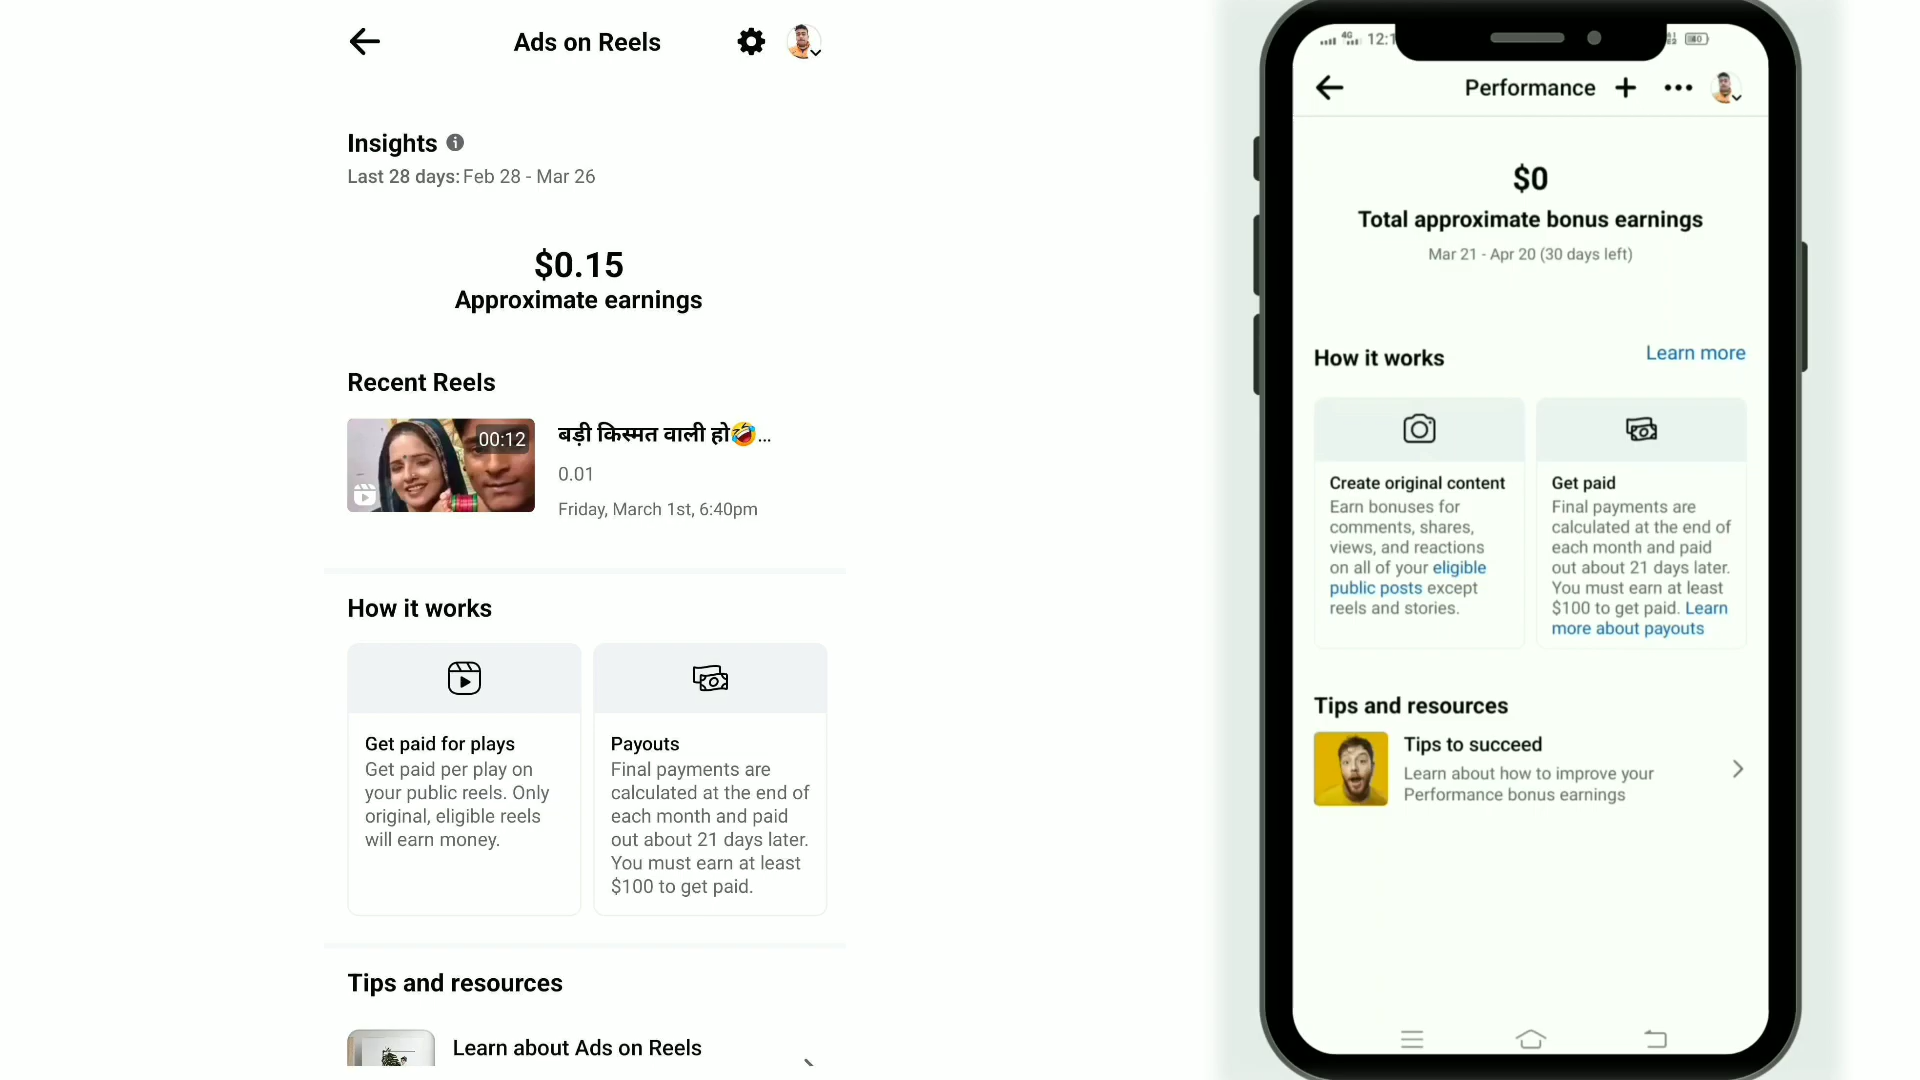 Ads on Reels
Insights
Last 28 days: Feb 28 - Mar 26
$0.15
Approximate earnings
Recent Reels
00:12
बड़ी किस्मत वाली हो🤣...
0.01
Friday, March 1st, 6:40pm
How it works
Get paid for plays
Get paid per play on
your public reels. Only
original, eligible reels
will earn money.
Payouts
Final payments are
calculated at the end of
each month and paid
out about 21 days later.
You must earn at least
$100 to get paid.
Tips and resources
Learn about Ads on Reels
4G 12:1
Performance
$0
Total approximate bonus earnings
Mar 21 - Apr 20 (30 days left)
How it works
Learn more
Create original content
Earn bonuses for
comments, shares,
views, and reactions
on all of your eligible
public posts except
reels and stories.
Get paid
Final payments are
calculated at the end of
each month and paid
out about 21 days later.
You must earn at least
$100 to get paid. Learn
more about payouts
Tips and resources
Tips to succeed
Learn about how to improve your
Performance bonus earnings